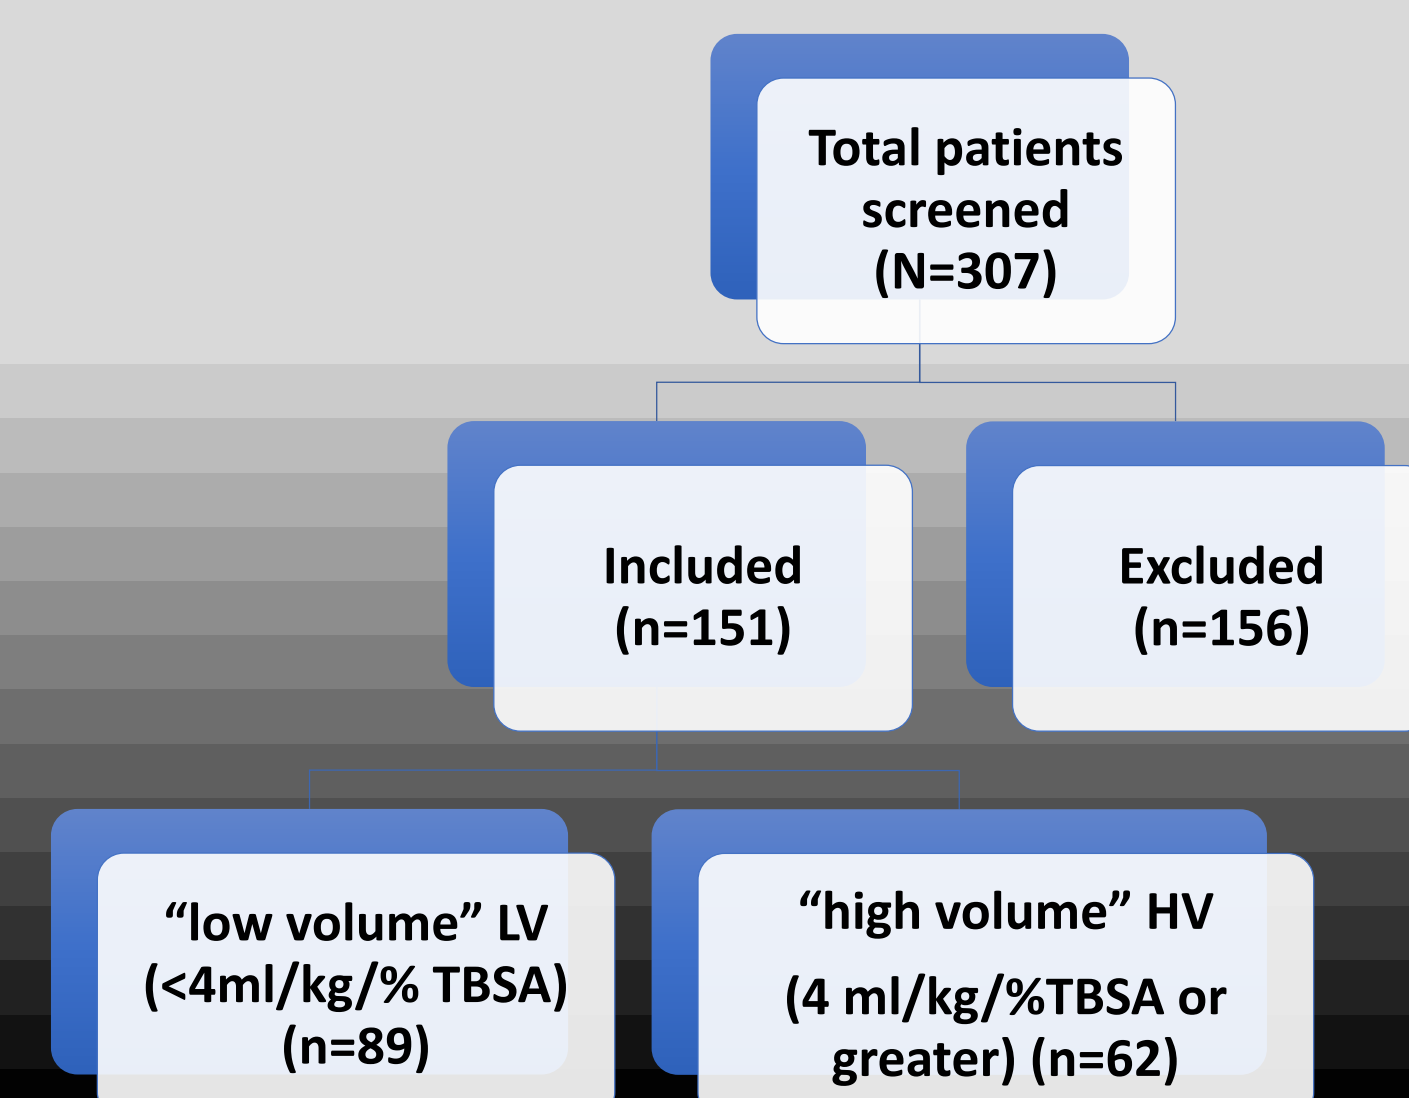 Total patients
screened
(N=307)
Included
(n=151)
Excluded
(n=156)
“low volume” LV
(<4ml/kg/% TBSA)
(n=89)
“high volume” HV
(4 ml/kg/%TBSA or
greater) (n=62)